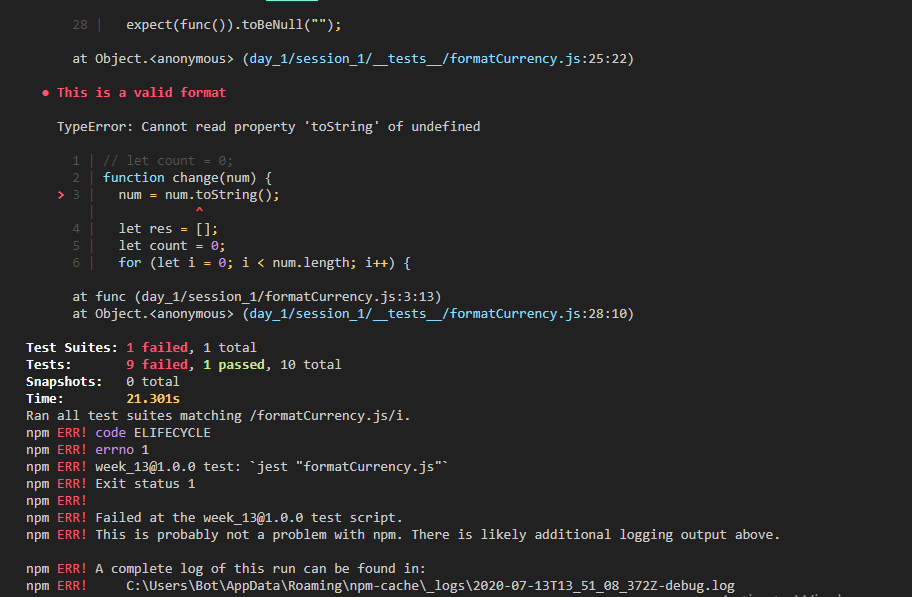 28 |   expect(func()).toBeNull("");
at Object.<anonymous> (day_1/session_1/__tests__/formatCurrency.js:25:22)
● This is a valid format
TypeError: Cannot read property 'toString' of undefined
1 | // let count = 0;
2 | function change(num) {
> 3 |   num = num.toString();
|             ^
4 |   let res = [];
5 |   let count = 0;
6 |   for (let i = 0; i < num.length; i++) {
at func (day_1/session_1/formatCurrency.js:3:13)
at Object.<anonymous> (day_1/session_1/__tests__/formatCurrency.js:28:10)
Test Suites: 1 failed, 1 total
Tests:       9 failed, 1 passed, 10 total
Snapshots:   0 total
Time:        21.301s
Ran all test suites matching /formatCurrency.js/i.
npm ERR! code ELIFECYCLE
npm ERR! errno 1
npm ERR! week_13@1.0.0 test: `jest "formatCurrency.js"`
npm ERR! Exit status 1
npm ERR!
npm ERR! Failed at the week_13@1.0.0 test script.
npm ERR! This is probably not a problem with npm. There is likely additional logging output above.
npm ERR! A complete log of this run can be found in:
npm ERR!     C:\Users\Bot\AppData\Roaming\npm-cache\_logs\2020-07-13T13_51_08_372Z-debug.log